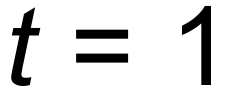 t = 1